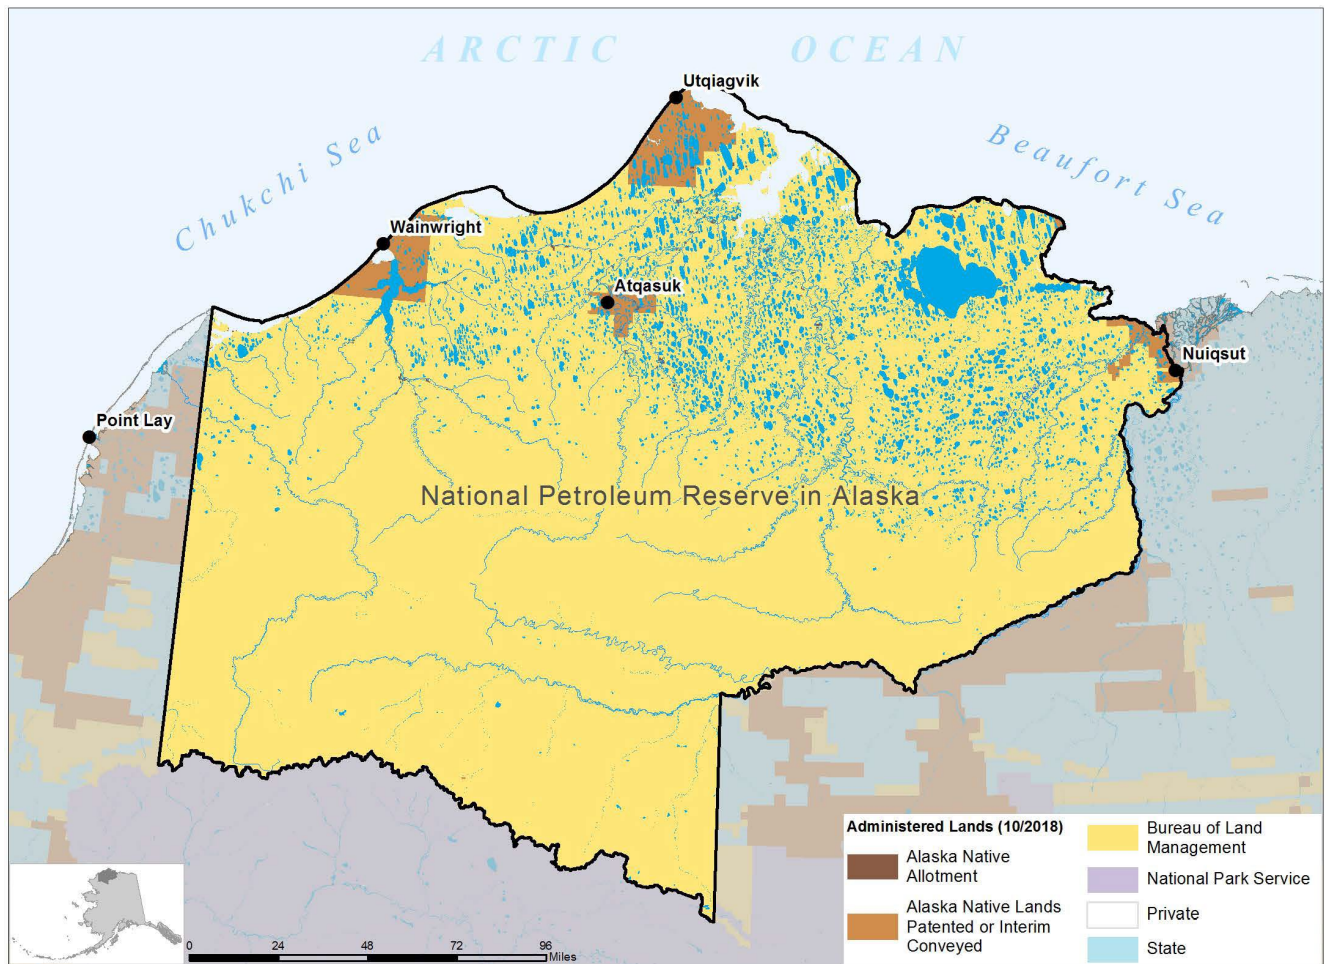 ARCTIC OCEAN
Utqiagvik
Chukchi Sea
Beaufort Sea
Wainwright
Atqasuk
Nuiqsut
Point Lay
National Petroleum Reserve in Alaska
Administered Lands (10/2018)
Alaska Native
Allotment
Alaska Native Lands
Patented or Interim
Conveyed
Bureau of Land
Management
National Park Service
Private
State
0 24 48 72 96
Miles